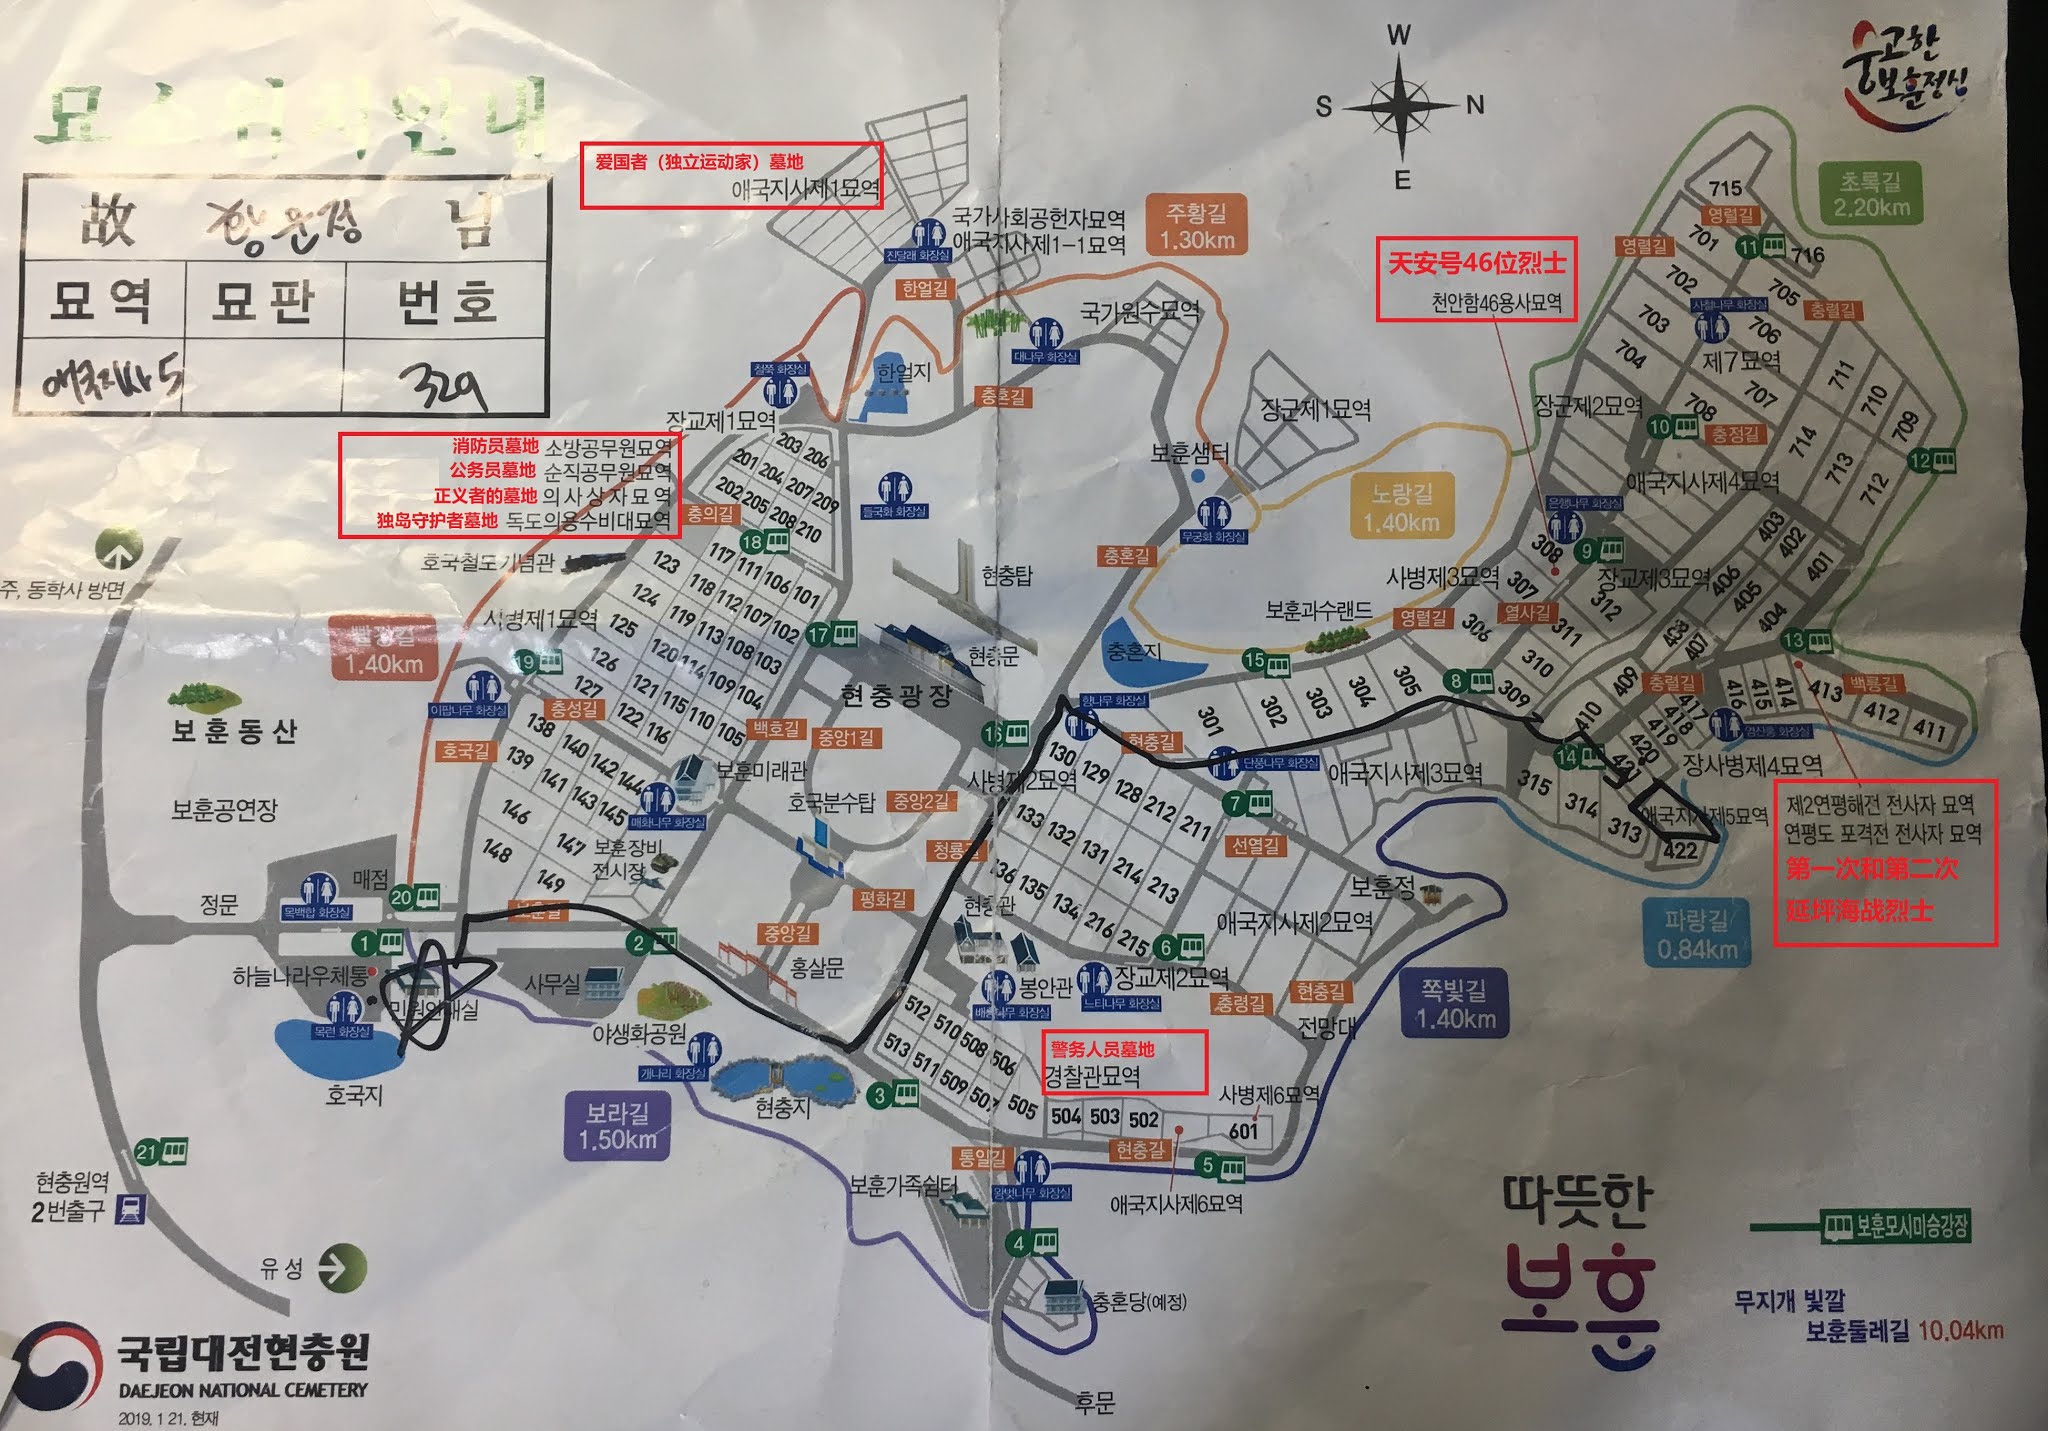 묘소위치안내
故 님
묘역 묘판 번호
애국지사5 329
W
S N
E
숭고한
보훈정신
爱国者（独立运动家）墓地
애국지사제1묘역
국가사회공헌자묘역
애국지사제1-1묘역
진달래 화장실
한얼길
주황길
1.30km
국가원수묘역
대나무 화장실
한얼지
충혼길
철쭉 화장실
장교제1묘역
消防员墓地 소방공무원묘역
公务员墓地 순직공무원묘역
正义者的墓地 의사상자묘역
独岛守护者墓地 독도의용수비대묘역
203 206
201 204 207 209
202 205 208 210
충의길
18
들국화 화장실
호국철도기념관
天安号46位烈士
천안함46용사묘역
초록길
2.20km
715
영렬길
영렬길
701
11
716
702
705
충렬길
사철나무 화장실
703
706
704
제7묘역
707
711
710
709
708
충정길
714
713
712
12
10
장군제2묘역
장군제1묘역
보훈샘터
무궁화 화장실
노랑길
1.40km
애국지사제4묘역
은행나무 화장실
403
402
401
406
405
404
408
407
308
9
307
사병제3묘역
장교제3묘역
312
열사길
영렬길
306
311
310
309
보훈과수랜드
15
충혼길
현충탑
현충문
충혼지
주, 동학사 방면
빨강길
1.40km
사병제1묘역
123 117 111 106 101
124 118 112 107 102
125 119 113 108 103
126 120 114 109 104
127 121 115 110 105
122 116
17
19
이팝나무 화장실
충성길
호국길
138
139 140 142 144
141 143 145
146
147
148
149
백호길
중앙1길
현충광장
16
향나무 화장실
현충길
단풍나무 화장실
301 302 303 304 305
8
13
백룡길
413
412
411
416 415 414
409
충렬길
417
418
419
420
421
410
14
영산홍 화장실
장사병제4묘역
315 314 313
애국지사제5묘역
422
애국지사제3묘역
제2연평해전 전사자 묘역
연평도 포격전 전사자 묘역
第一次和第二次
延坪海战烈士
보훈동산
보훈공연장
보훈미래관
매화나무 화장실
보훈장비
전시장
호국분수탑
중앙2길
청룡길
사병제2묘역
130 129 128 212 211
133 132 131 214 213
136 135 134 216 215
7
선열길
보훈정
애국지사제2묘역
파랑길
0.84km
쪽빛길
1.40km
정문
매점
20
목백합 화장실
1
하늘나라우체통
민원안내실
목련 화장실
호국지
보훈길
2
사무실
야생화공원
평화길
중앙길
홍살문
현충관
봉안관
배롱나무 화장실
6
장교제2묘역
느티나무 화장실
충령길
현충길
전망대
512 510 508 506
513 511 509 507 505
警务人员墓地
경찰관묘역
504 503 502
사병제6묘역
601
현충길
5
애국지사제6묘역
개나리 화장실
현충지
3
보라길
1.50km
통일길
왕벚나무 화장실
보훈가족쉼터
4
충혼당(예정)
후문
21
현충원역
2번출구
유성
국립대전현충원
DAEJEON NATIONAL CEMETERY
2019. 1 21. 현재
따뜻한
보훈
보훈모시미승강장
무지개 빛깔
보훈둘레길 10.04km